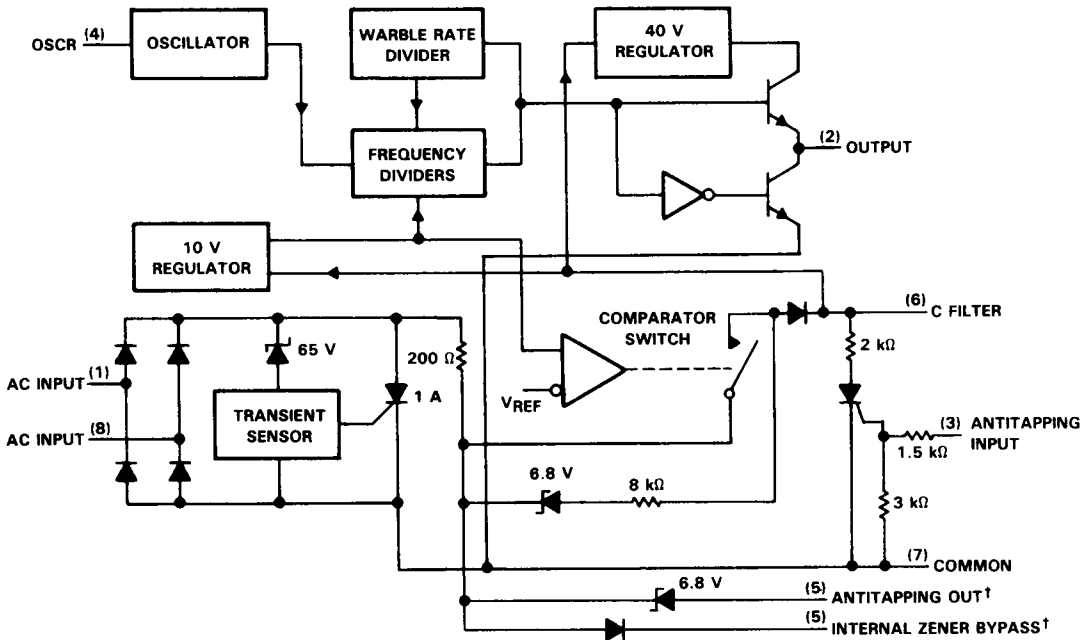 OSCR (4)
OSCILLATOR
WARBLE RATE
DIVIDER
40 V
REGULATOR
FREQUENCY
DIVIDERS
(2) OUTPUT
10 V
REGULATOR
(6) C FILTER
COMPARATOR
SWITCH
65 V
200 Ω
2 kΩ
AC INPUT (1)
1 A
VREF
TRANSIENT
SENSOR
AC INPUT (8)
(3) ANTITAPPING
INPUT
1.5 kΩ
6.8 V
8 kΩ
3 kΩ
(7) COMMON
6.8 V
(5) ANTITAPPING OUT†
(5) INTERNAL ZENER BYPASS†